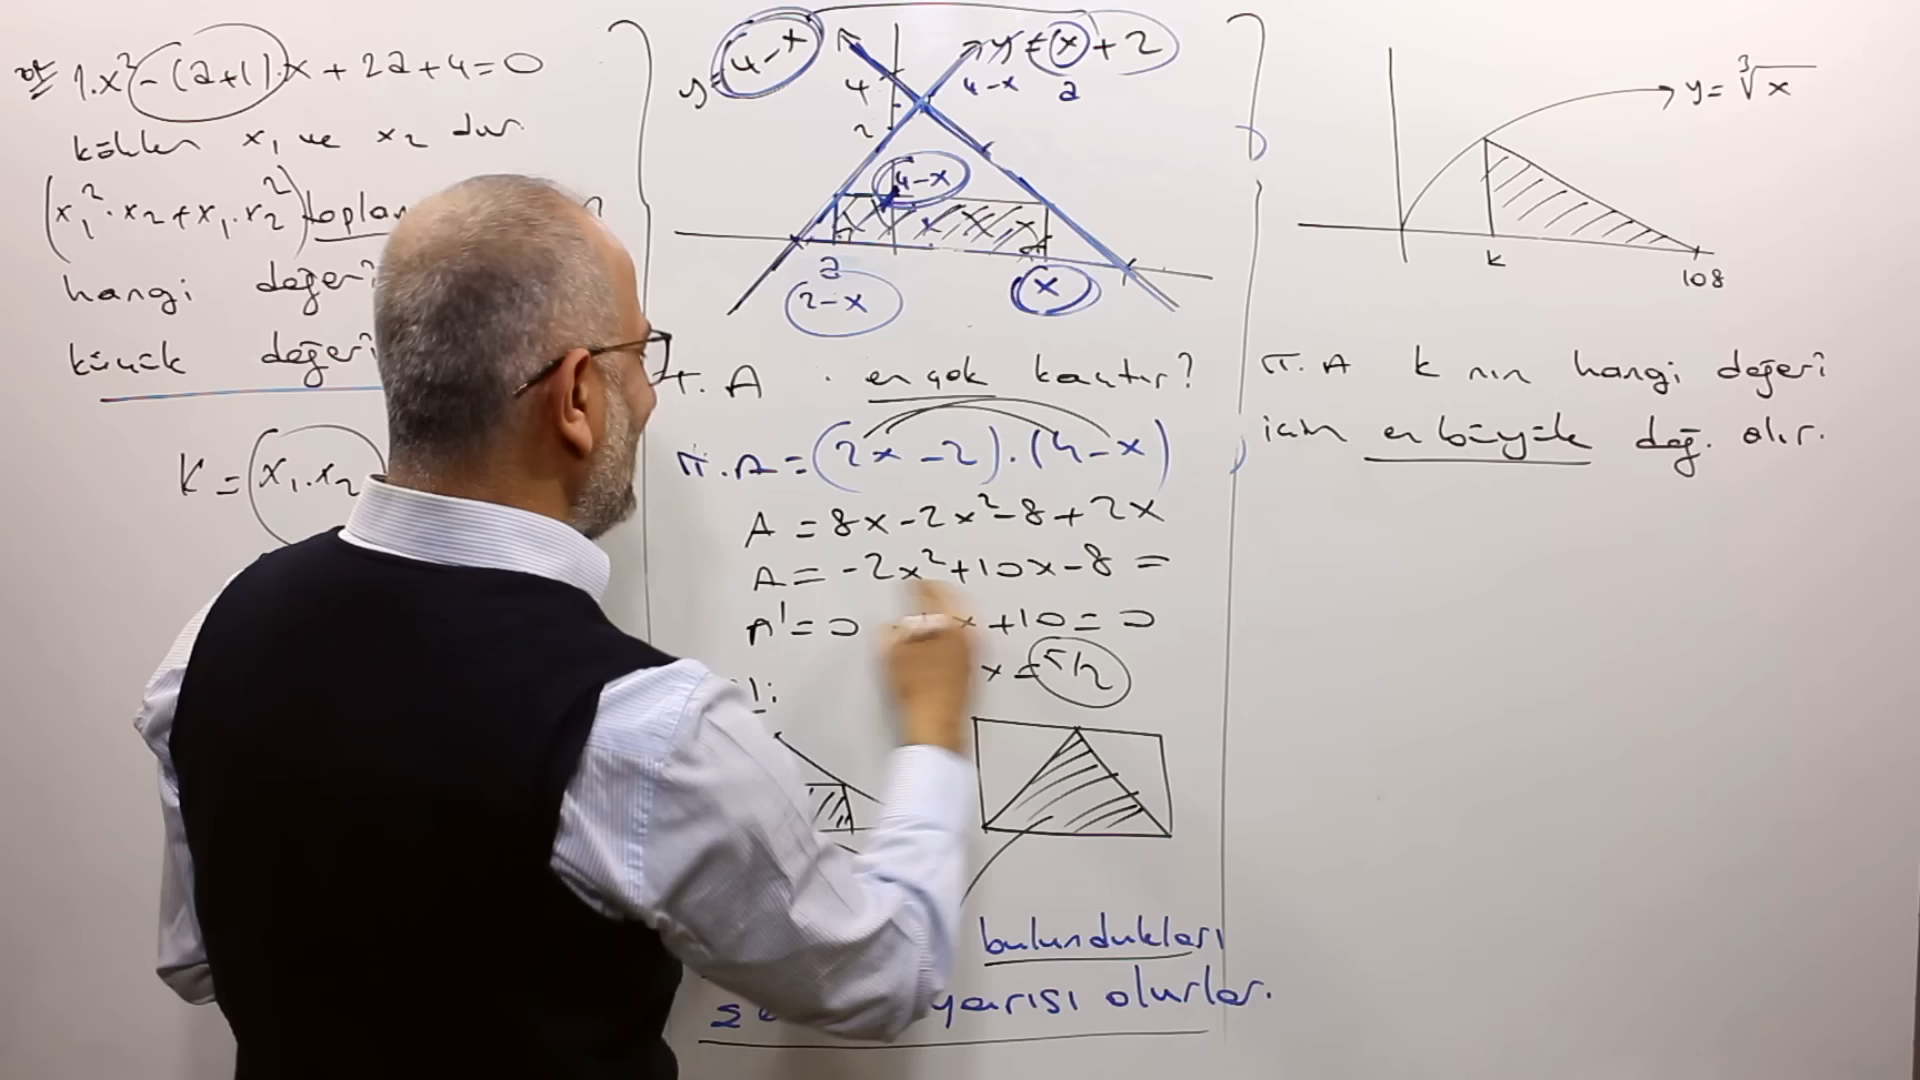 ör 1.x² - (a+1).x + 2a + 4 = 0
kökleri x₁ ve x₂ dir
(x₁².x₂ + x₁.x₂²)
hangi değeri
küçük değeri
K = x₁.x₂
y = 4-x
y = x + 2
4-x a
4
2
4-x
a
2-x
x
T.A en çok kaçtır?
T.A = (2x - 2).(4 - x)
A = 8x - 2x² - 8 + 2x
A = -2x² + 10x - 8 =
A' = 0
x + 10 = 0
x = 5/2
bulundukları
yarısı olurlar.
y = ∛x
k
108
T.A k nın hangi değeri
için en büyük değ. alır.